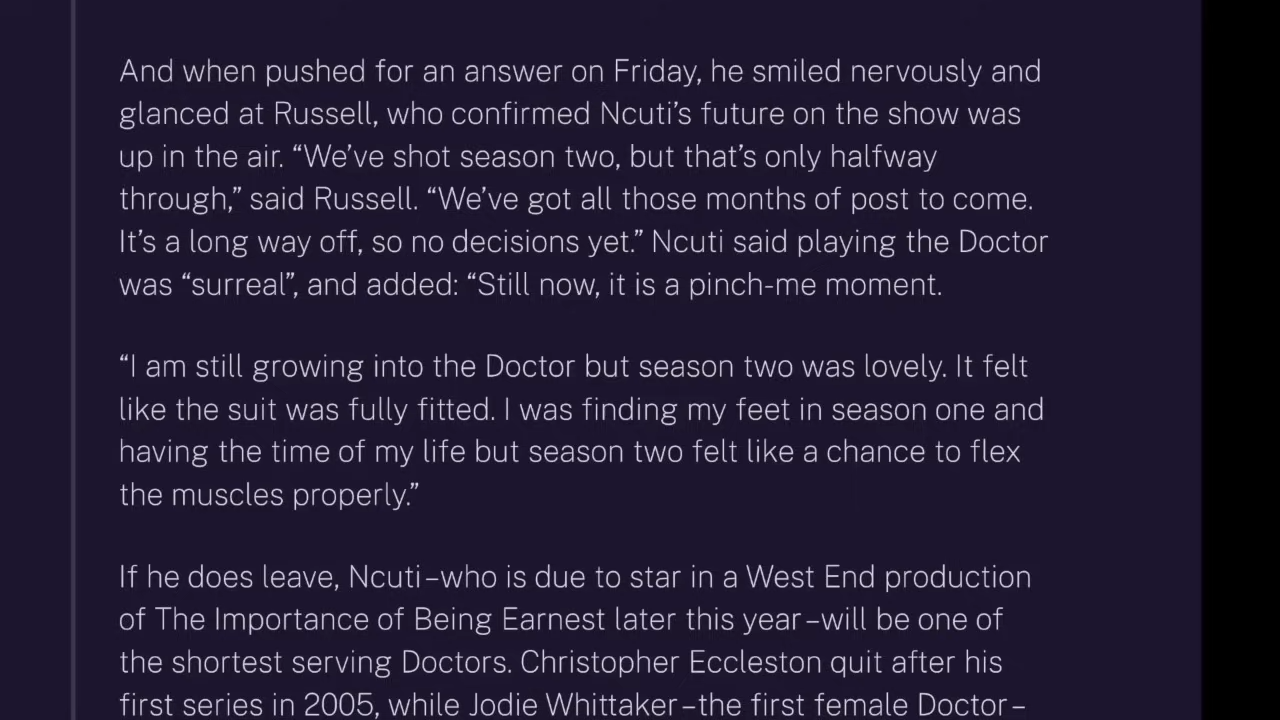 And when pushed for an answer on Friday, he smiled nervously and
glanced at Russell, who confirmed Ncuti’s future on the show was
up in the air. “We’ve shot season two, but that’s only halfway
through,” said Russell. “We’ve got all those months of post to come.
It’s a long way off, so no decisions yet.” Ncuti said playing the Doctor
was “surreal”, and added: “Still now, it is a pinch-me moment.
“I am still growing into the Doctor but season two was lovely. It felt
like the suit was fully fitted. I was finding my feet in season one and
having the time of my life but season two felt like a chance to flex
the muscles properly.”
If he does leave, Ncuti–who is due to star in a West End production
of The Importance of Being Earnest later this year–will be one of
the shortest serving Doctors. Christopher Eccleston quit after his
first series in 2005, while Jodie Whittaker–the first female Doctor–